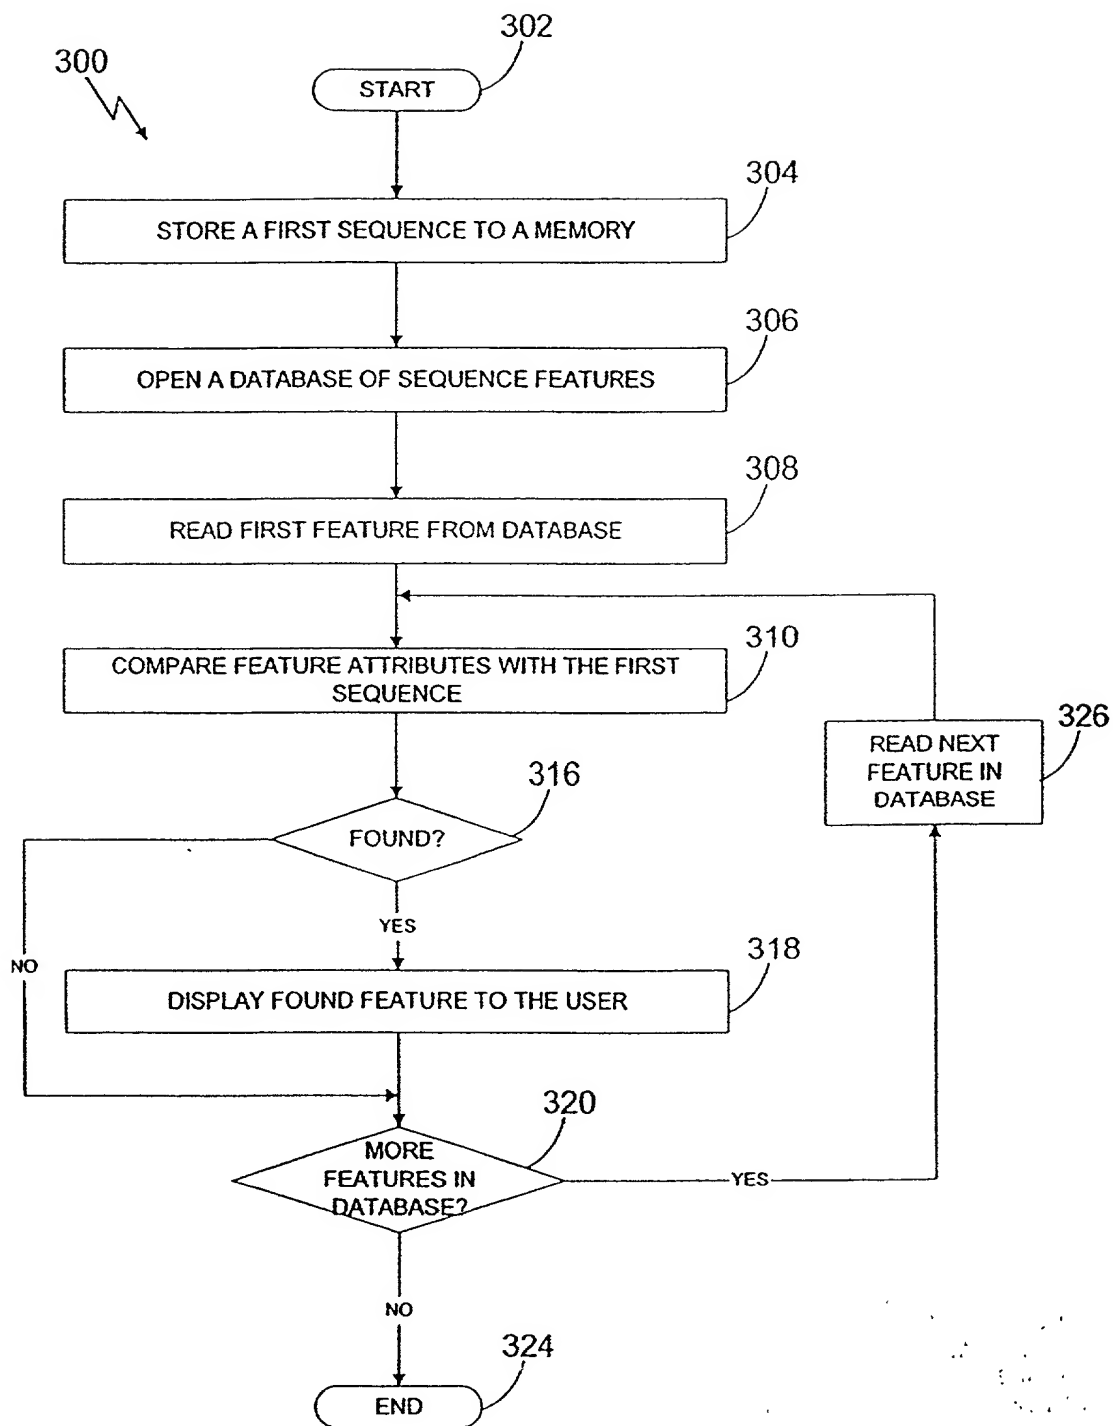 302
300
START
304
STORE A FIRST SEQUENCE TO A MEMORY
306
OPEN A DATABASE OF SEQUENCE FEATURES
308
READ FIRST FEATURE FROM DATABASE
310
COMPARE FEATURE ATTRIBUTES WITH THE FIRST
SEQUENCE
326
READ NEXT
FEATURE IN
DATABASE
316
FOUND?
YES
NO
318
DISPLAY FOUND FEATURE TO THE USER
320
MORE
FEATURES IN
DATABASE?
YES
NO
324
END